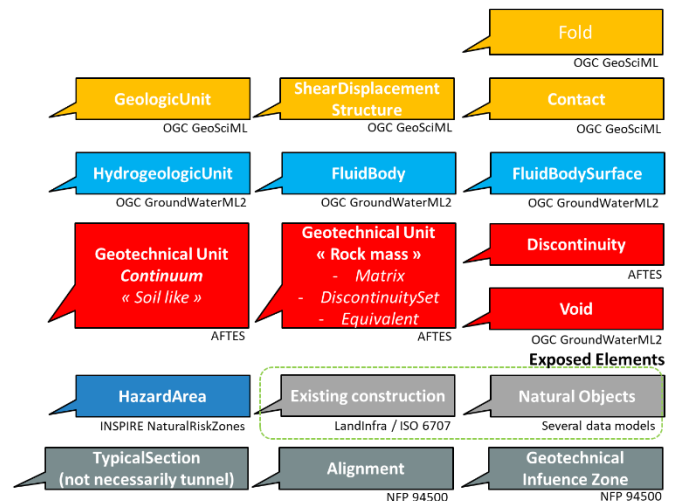 Fold
OGC GeoSciML
GeologicUnit
OGC GeoSciML
ShearDisplacement
Structure
OGC GeoSciML
Contact
OGC GeoSciML
HydrogeologicUnit
OGC GroundWaterML2
FluidBody
OGC GroundWaterML2
FluidBodySurface
OGC GroundWaterML2
Geotechnical Unit
Continuum
« Soil like »
AFTES
Geotechnical Unit
« Rock mass »
- Matrix
- DiscontinuitySet
- Equivalent
AFTES
Discontinuity
AFTES
Void
OGC GroundWaterML2
Exposed Elements
HazardArea
INSPIRE NaturalRiskZones
Existing construction
LandInfra / ISO 6707
Natural Objects
Several data models
TypicalSection
(not necessarily tunnel)
Alignment
NFP 94500
Geotechnical
Infuence Zone
NFP 94500